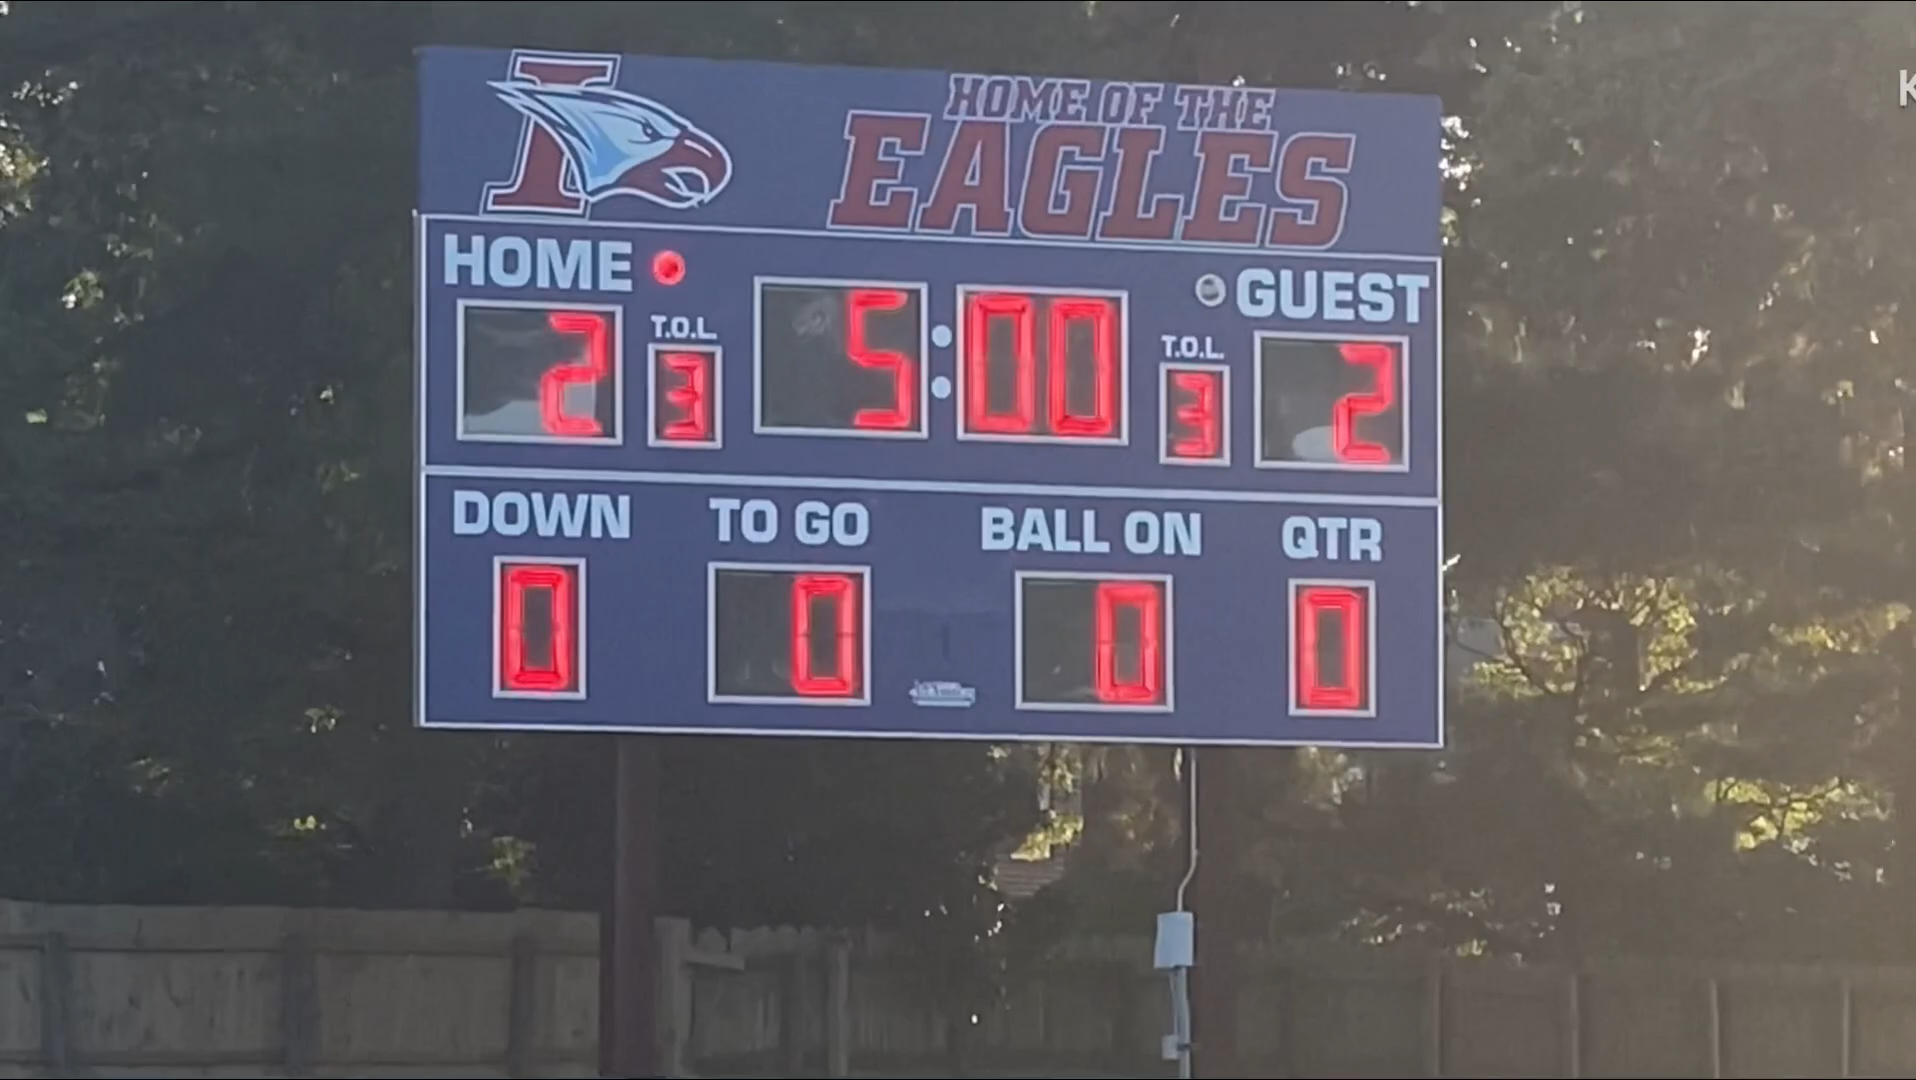 I
HOME OF THE
EAGLES
HOME
GUEST
T.O.L.
T.O.L.
2
3
5:00
3
2
DOWN
TO GO
BALL ON
QTR
0
0
0
0
K